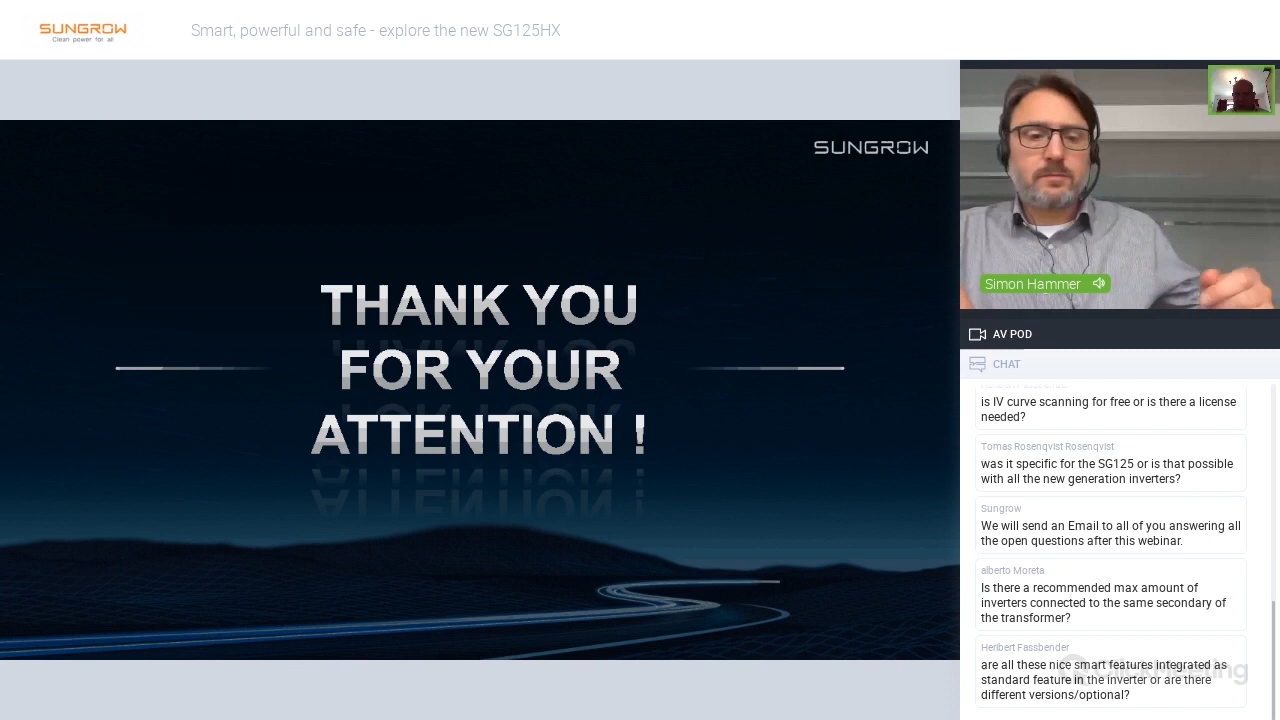 SUNGROW
Clean power for all
Smart, powerful and safe - explore the new SG125HX
SUNGROW
THANK YOU
FOR YOUR
ATTENTION !
Simon Hammer
AV POD
CHAT
is IV curve scanning for free or is there a license
needed?
Tomas Rosenqvist Rosenqvist
was it specific for the SG125 or is that possible
with all the new generation inverters?
Sungrow
We will send an Email to all of you answering all
the open questions after this webinar.
alberto Moreta
Is there a recommended max amount of
inverters connected to the same secondary of
the transformer?
Heribert Fassbender
are all these nice smart features integrated as
standard feature in the inverter or are there
different versions/optional?
ClickMeeting